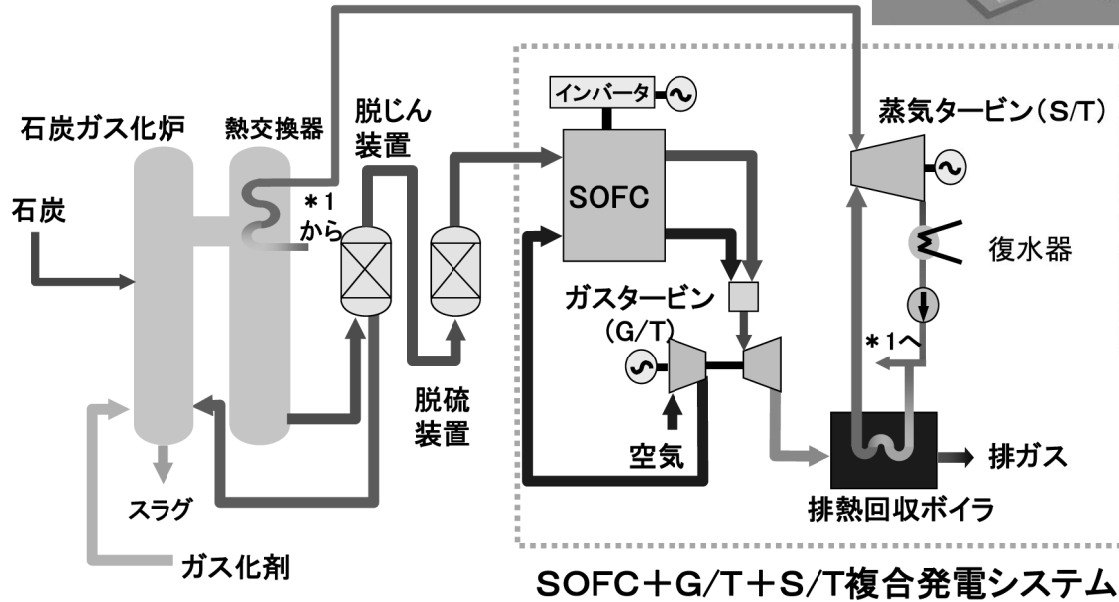 石炭ガス化炉
熱交換器
脱じん
装置
インバータ
蒸気タービン(S/T)
石炭
*1
から
SOFC
復水器
ガスタービン
(G/T)
*1へ
脱硫
装置
空気
排ガス
スラグ
排熱回収ボイラ
ガス化剤
SOFC+G/T+S/T複合発電システム